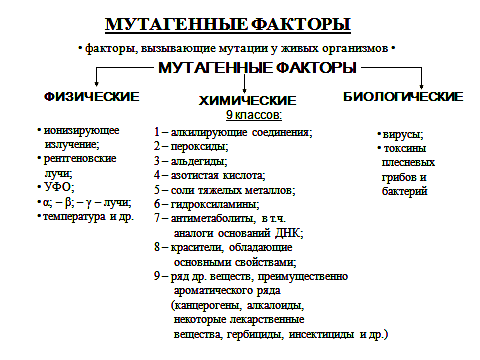 МУТАГЕННЫЕ ФАКТОРЫ
• факторы, вызывающие мутации у живых организмов •
МУТАГЕННЫЕ ФАКТОРЫ
ФИЗИЧЕСКИЕ
• ионизирующее
излучение;
• рентгеновские
лучи;
• УФО;
• α; – β; – γ – лучи;
• температура и др.
ХИМИЧЕСКИЕ
9 классов:
1 – алкилирующие соединения;
2 – пероксиды;
3 – альдегиды;
4 – азотистая кислота;
5 – соли тяжелых металлов;
6 – гидроксиламины;
7 – антиметаболиты, в т.ч.
аналоги оснований ДНК;
8 – красители, обладающие
основными свойствами;
9 – ряд др. веществ, преимущественно
ароматического ряда
(канцерогены, алкалоиды,
некоторые лекарственные
вещества, гербициды, инсектициды и др.)
БИОЛОГИЧЕСКИЕ
• вирусы;
• токсины
плесневых
грибов и
бактерий